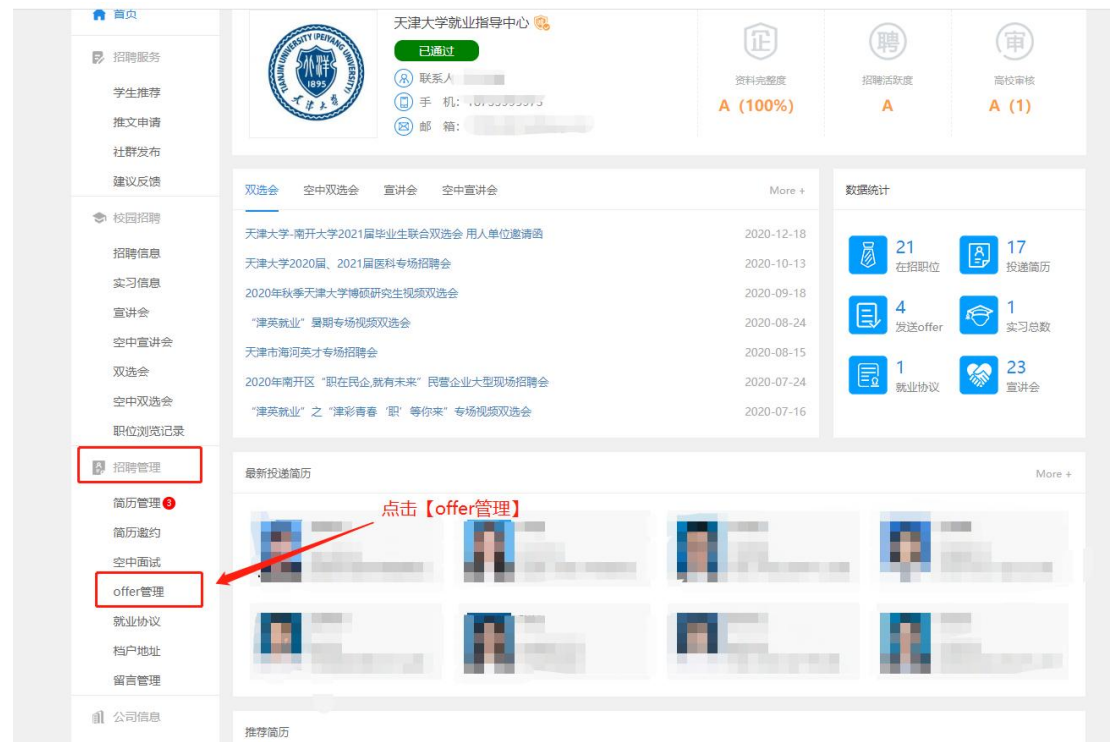 首页
招聘服务
学生推荐
推文申请
社群发布
建议反馈
校园招聘
招聘信息
实习信息
宣讲会
空中宣讲会
双选会
空中双选会
职位浏览记录
招聘管理
简历管理 3
简历邀约
空中面试
offer管理
就业协议
档户地址
留言管理
公司信息
TIANJIN UNIVERSITY (PEIYANG UNIVERSITY)
1895
天津大学
天津大学就业指导中心
已通过
联系人
手 机:
邮 箱:
证
资料完整度
A (100%)
聘
招聘活跃度
A
审
高校审核
A (1)
双选会 空中双选会 宣讲会 空中宣讲会 More +
天津大学-南开大学2021届毕业生联合双选会 用人单位邀请函 2020-12-18
天津大学2020届、2021届医科专场招聘会 2020-10-13
2020年秋季天津大学博硕研究生视频双选会 2020-09-18
“津英就业”暑期专场视频双选会 2020-08-24
天津市海河英才专场招聘会 2020-08-15
2020年南开区“职在民企,就有未来”民营企业大型现场招聘会 2020-07-24
“津英就业”之“津彩青春‘职’等你来”专场视频双选会 2020-07-16
数据统计
21 在招职位
17 投递简历
4 发送offer
1 实习总数
1 就业协议
23 宣讲会
最新投递简历 More +
点击【offer管理】
推荐简历